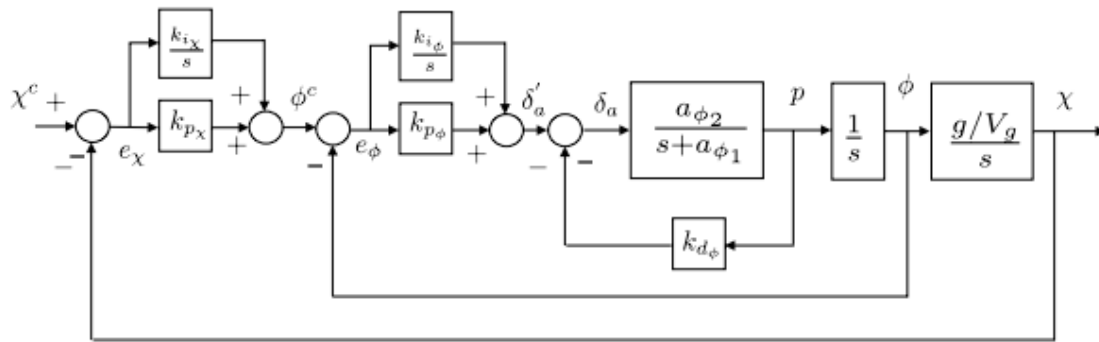 k_{i_χ}/s
k_{i_ϕ}/s
χ^c + − − e_χ k_{p_χ} + + ϕ^c − e_ϕ k_{p_ϕ} + + δ_a' − − δ_a a_{ϕ_2}/(s+a_{ϕ_1}) p 1/s ϕ (g/V_g)/s χ
k_{d_ϕ}